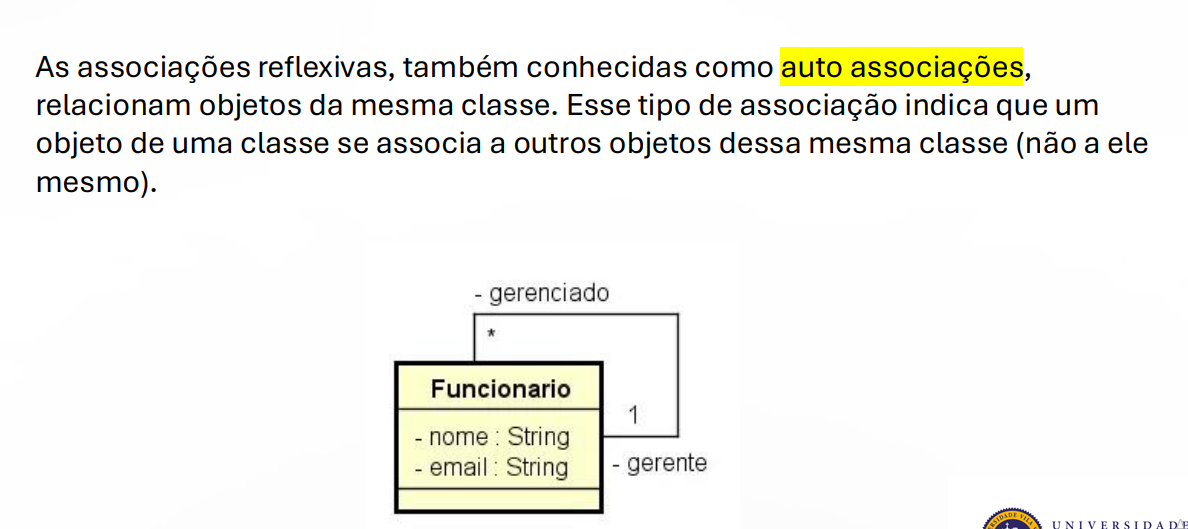 As associações reflexivas, também conhecidas como auto associações,
relacionam objetos da mesma classe. Esse tipo de associação indica que um
objeto de uma classe se associa a outros objetos dessa mesma classe (não a ele
mesmo).
- gerenciado
*
Funcionario
1
- nome : String
- email : String
- gerente
UNIVERSIDADE